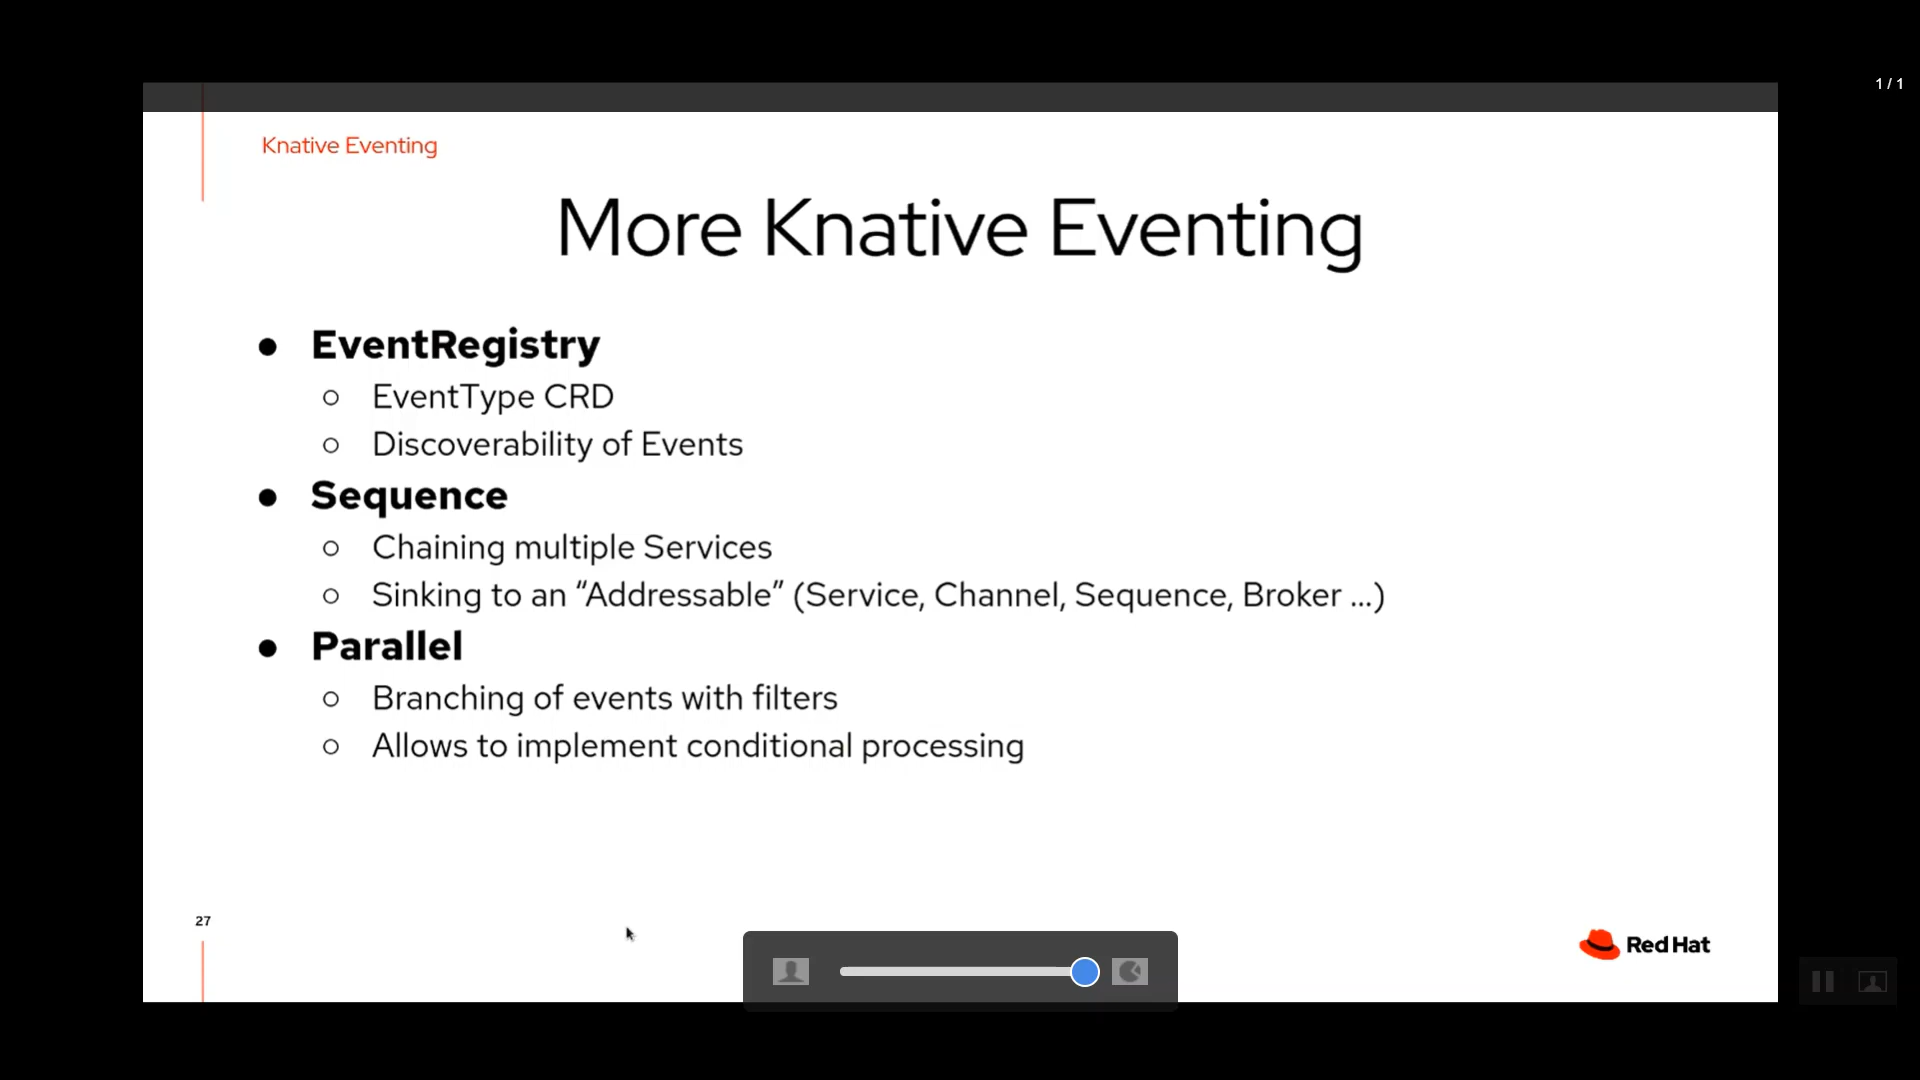 1 / 1
Knative Eventing
More Knative Eventing
● EventRegistry
○ EventType CRD
○ Discoverability of Events
● Sequence
○ Chaining multiple Services
○ Sinking to an “Addressable” (Service, Channel, Sequence, Broker ...)
● Parallel
○ Branching of events with filters
○ Allows to implement conditional processing
27
Red Hat